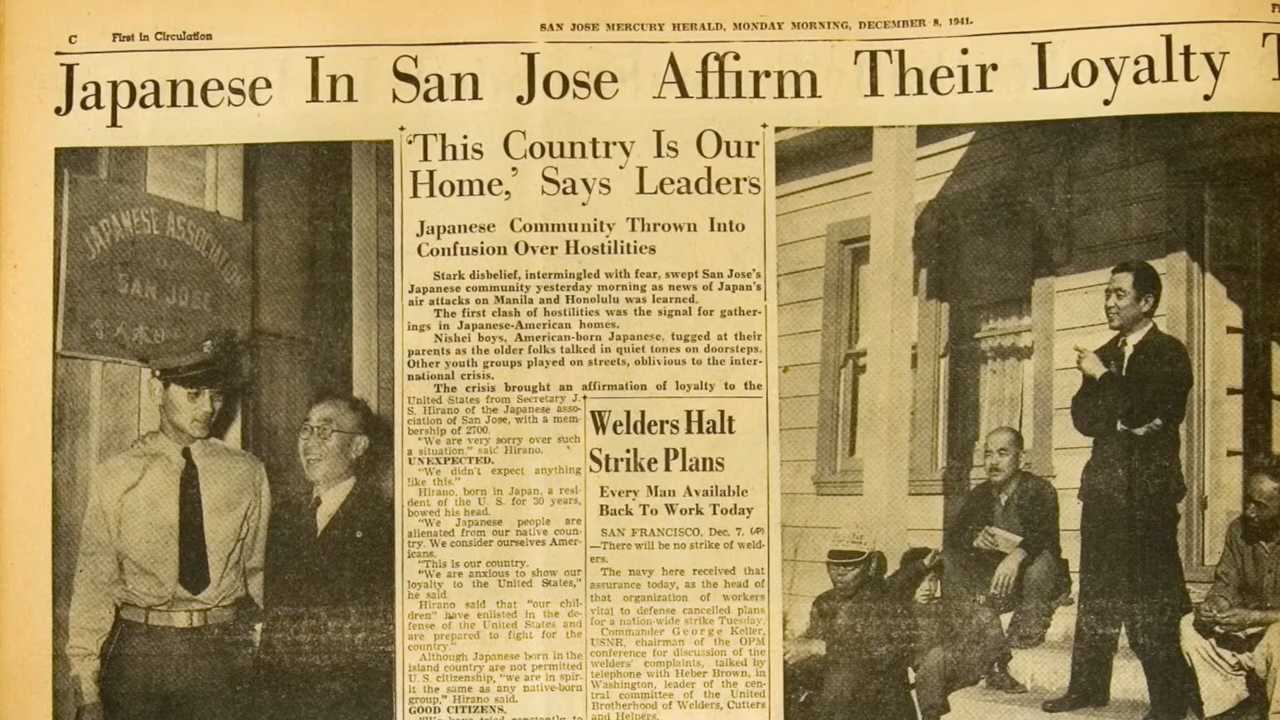 C First in Circulation
SAN JOSE MERCURY HERALD, MONDAY MORNING, DECEMBER 8, 1941.
Japanese In San Jose Affirm Their Loyalty
JAPANESE ASSOCIATION
SAN JOSE
'This Country Is Our
Home,' Says Leaders
Japanese Community Thrown Into
Confusion Over Hostilities
Stark disbelief, intermingled with fear, swept San Jose's
Japanese community yesterday morning as news of Japan's
air attacks on Manila and Honolulu was learned.
The first clash of hostilities was the signal for gather-
ings in Japanese-American homes.
Nishei boys, American-born Japanese, tugged at their
parents as the older folks talked in quiet tones on doorsteps.
Other youth groups played on streets, oblivious to the inter-
national crisis.
The crisis brought an affirmation of loyalty to the
United States from Secretary J.
S. Hirano of the Japanese asso-
ciation of San Jose, with a mem-
bership of 2700.
"We are very sorry over such
a situation," said Hirano.
UNEXPECTED.
"We didn't expect anything
like this."
Hirano, born in Japan, a resi-
dent of the U. S. for 30 years,
bowed his head.
"We Japanese people are
alienated from our native coun-
try. We consider ourselves Amer-
icans.
"This is our country.
"We are anxious to show our
loyalty to the United States,"
he said.
Hirano said that "our chil-
dren" have enlisted in the de-
fense of the United States and
are prepared to fight for the
country."
Although Japanese born in the
island country are not permitted
U. S. citizenship, "we are in spir-
it the same as any native-born
group," Hirano said.
GOOD CITIZENS.
"We have tried constantly to
Welders Halt
Strike Plans
Every Man Available
Back To Work Today
SAN FRANCISCO, Dec. 7, (AP)
—There will be no strike of weld-
ers.
The navy here received that
assurance today, as the head of
that organization of workers
vital to defense cancelled plans
for a nation-wide strike Tuesday.
Commander George Keller,
USNR, chairman of the OPM
conference for discussion of the
welders' complaints, talked by
telephone with Heber Brown, in
Washington, leader of the cen-
tral committee of the United
Brotherhood of Welders, Cutters
and Helpers.